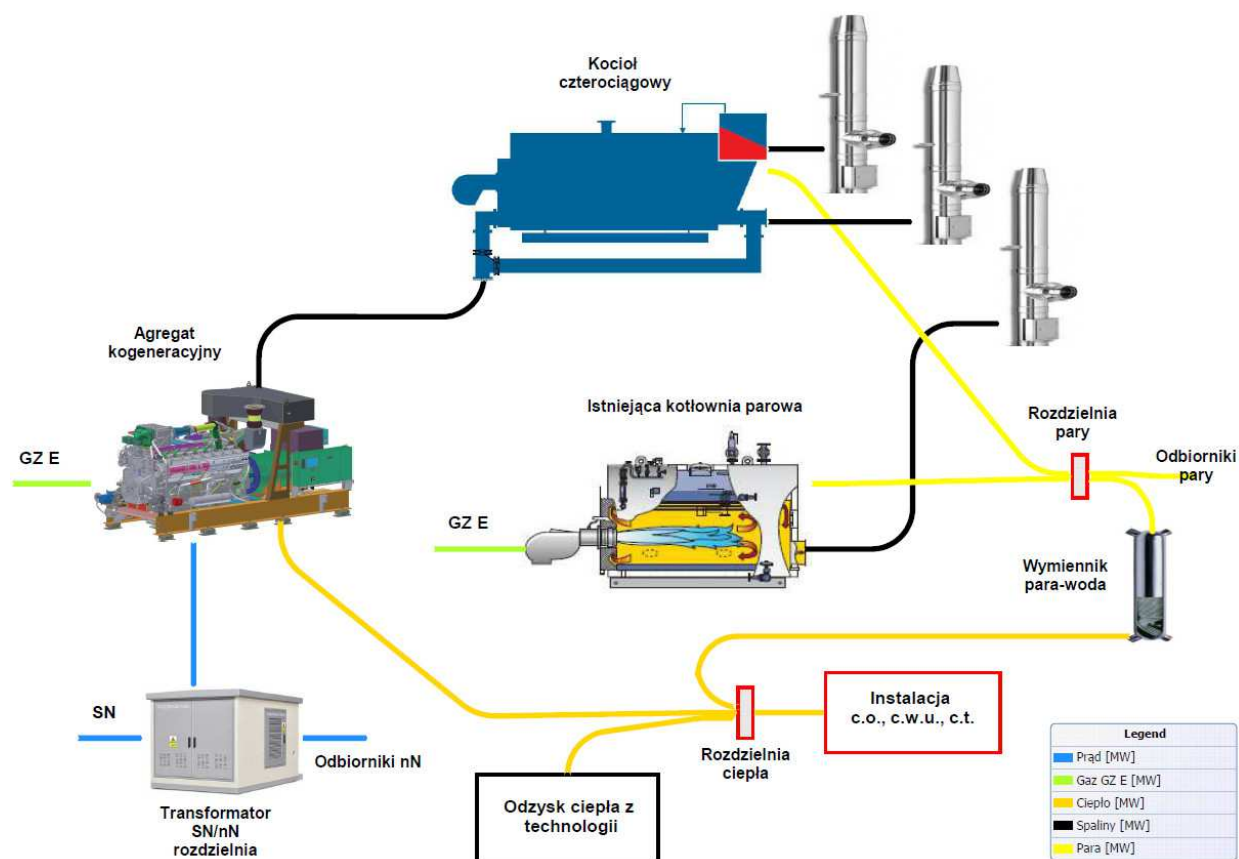 Kocioł
czterociągowy
Agregat
kogeneracyjny
Istniejąca kotłownia parowa
Rozdzielnia
pary
Odbiorniki
pary
GZ E
GZ E
Wymiennik
para-woda
SN
Instalacja
c.o., c.w.u., c.t.
Odbiorniki nN
Rozdzielnia
ciepła
Transformator
SN/nN
rozdzielnia
Odzysk ciepła z
technologii
Legend
Prąd [MW]
Gaz GZ E [MW]
Ciepło [MW]
Spaliny [MW]
Para [MW]